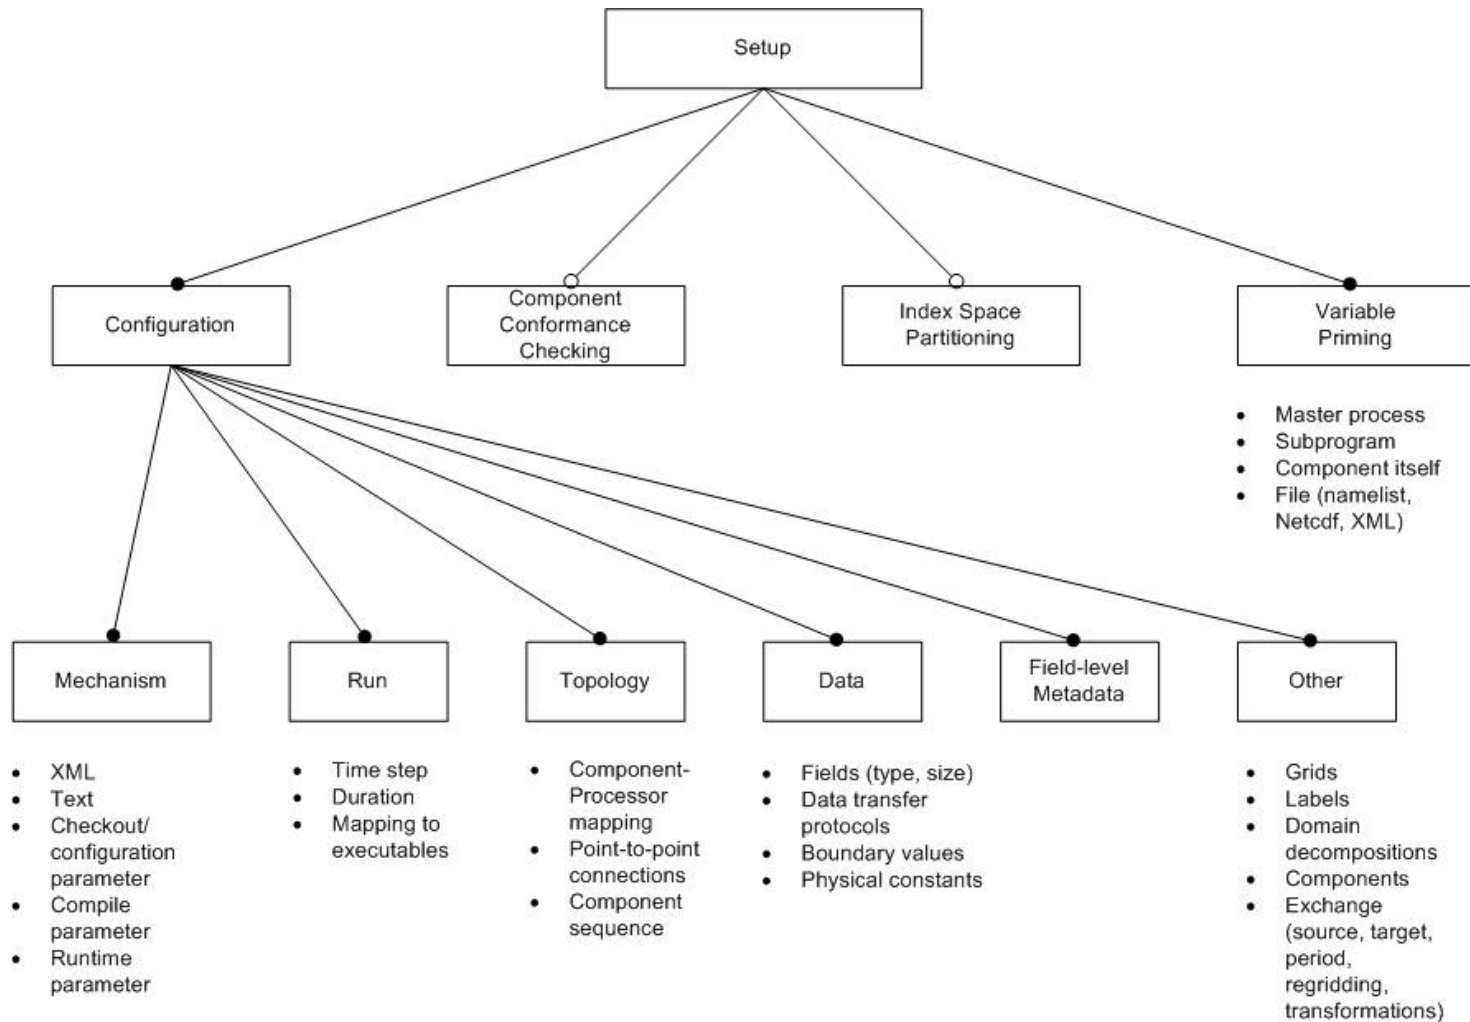 Setup
Configuration
Component
Conformance
Checking
Index Space
Partitioning
Variable
Priming
• Master process
• Subprogram
• Component itself
• File (namelist,
Netcdf, XML)
Mechanism
Run
Topology
Data
Field-level
Metadata
Other
• XML
• Text
• Checkout/
configuration
parameter
• Compile
parameter
• Runtime
parameter
• Time step
• Duration
• Mapping to
executables
• Component-
Processor
mapping
• Point-to-point
connections
• Component
sequence
• Fields (type, size)
• Data transfer
protocols
• Boundary values
• Physical constants
• Grids
• Labels
• Domain
decompositions
• Components
• Exchange
(source, target,
period,
regridding,
transformations)